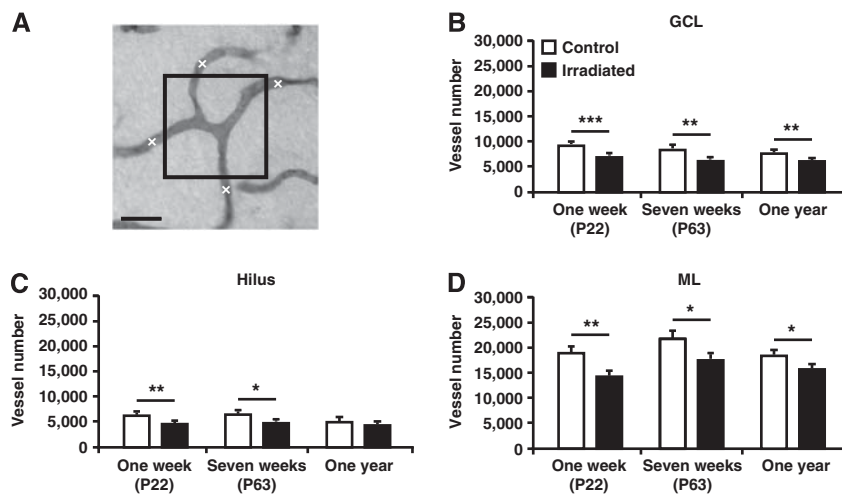 A
B
GCL
Vessel number
30,000
25,000
20,000
15,000
10,000
5,000
0
Control
Irradiated
***
**
**
One week
(P22)
Seven weeks
(P63)
One year
C
Hilus
Vessel number
30,000
25,000
20,000
15,000
10,000
5,000
0
**
*
One week
(P22)
Seven weeks
(P63)
One year
D
ML
Vessel number
30,000
25,000
20,000
15,000
10,000
5,000
0
**
*
*
One week
(P22)
Seven weeks
(P63)
One year